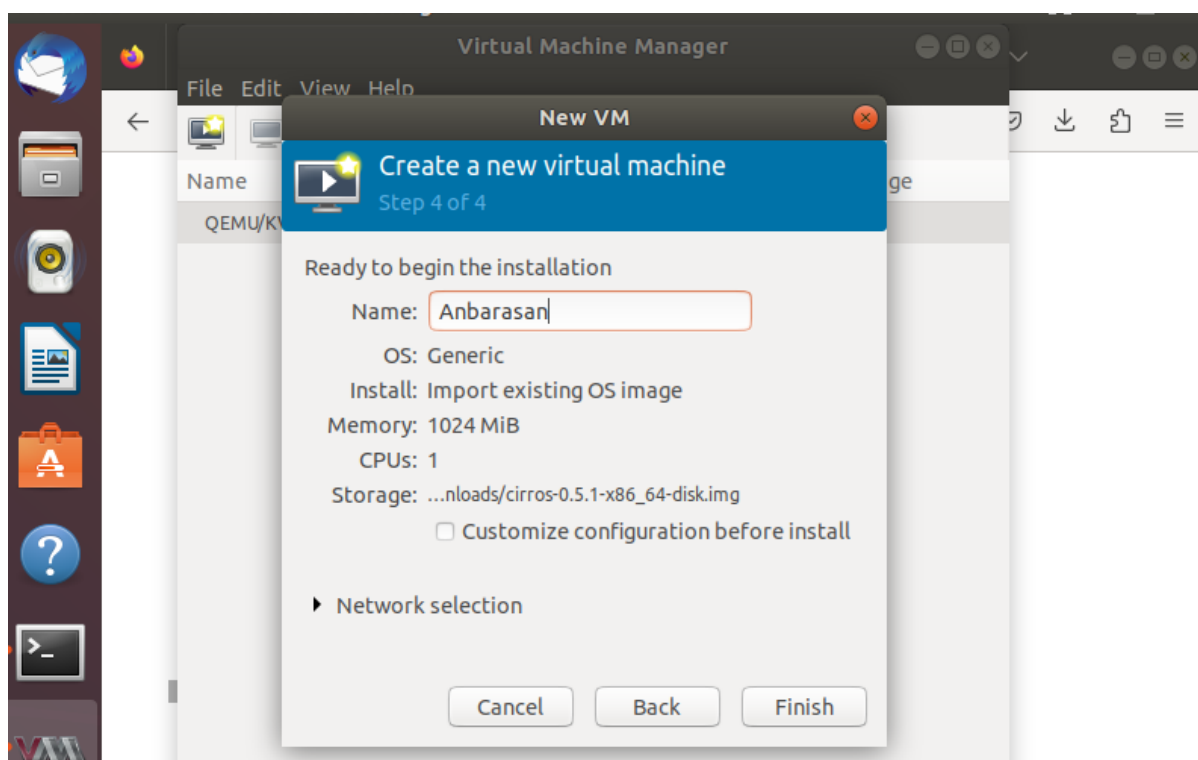 Virtual Machine Manager
File Edit View Help
New VM
Create a new virtual machine
Step 4 of 4
Name
ge
QEMU/K
Ready to begin the installation
Name: Anbarasan
OS: Generic
Install: Import existing OS image
Memory: 1024 MiB
CPUs: 1
Storage: ...nloads/cirros-0.5.1-x86_64-disk.img
Customize configuration before install
Network selection
Cancel Back Finish